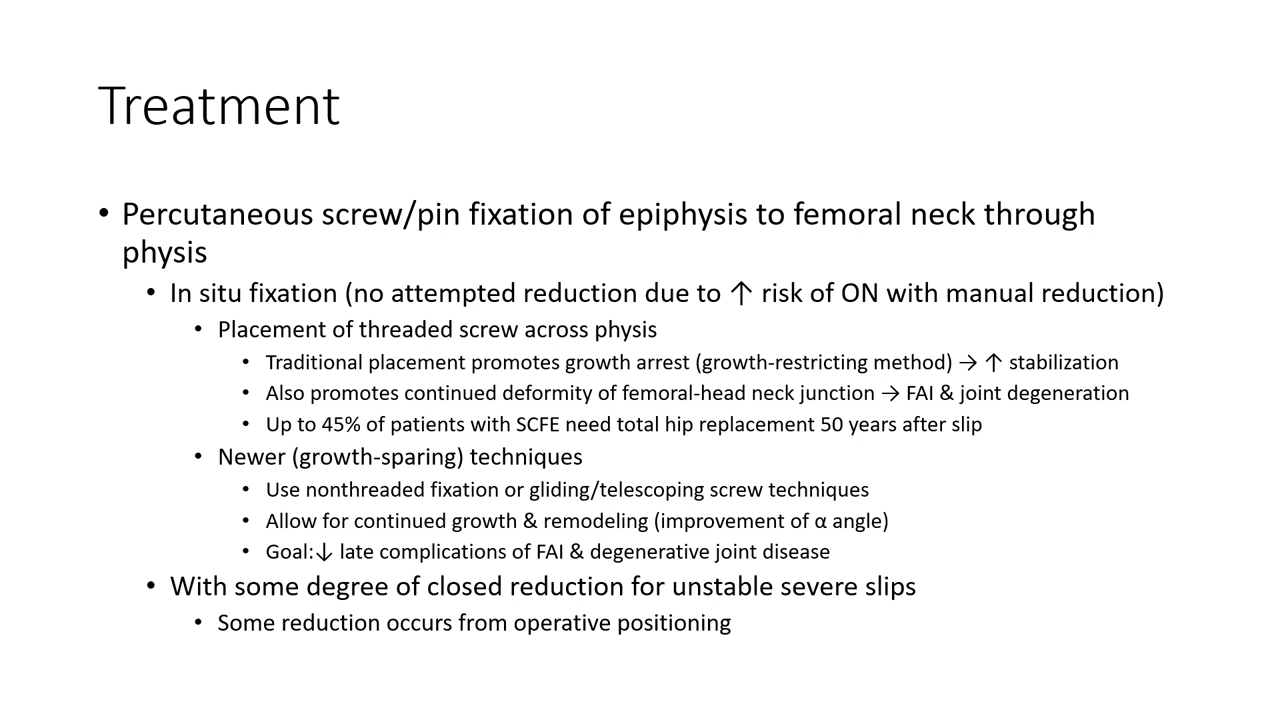 Treatment
• Percutaneous screw/pin fixation of epiphysis to femoral neck through
physis
• In situ fixation (no attempted reduction due to ↑ risk of ON with manual reduction)
• Placement of threaded screw across physis
• Traditional placement promotes growth arrest (growth-restricting method) → ↑ stabilization
• Also promotes continued deformity of femoral-head neck junction → FAI & joint degeneration
• Up to 45% of patients with SCFE need total hip replacement 50 years after slip
• Newer (growth-sparing) techniques
• Use nonthreaded fixation or gliding/telescoping screw techniques
• Allow for continued growth & remodeling (improvement of α angle)
• Goal:↓ late complications of FAI & degenerative joint disease
• With some degree of closed reduction for unstable severe slips
• Some reduction occurs from operative positioning